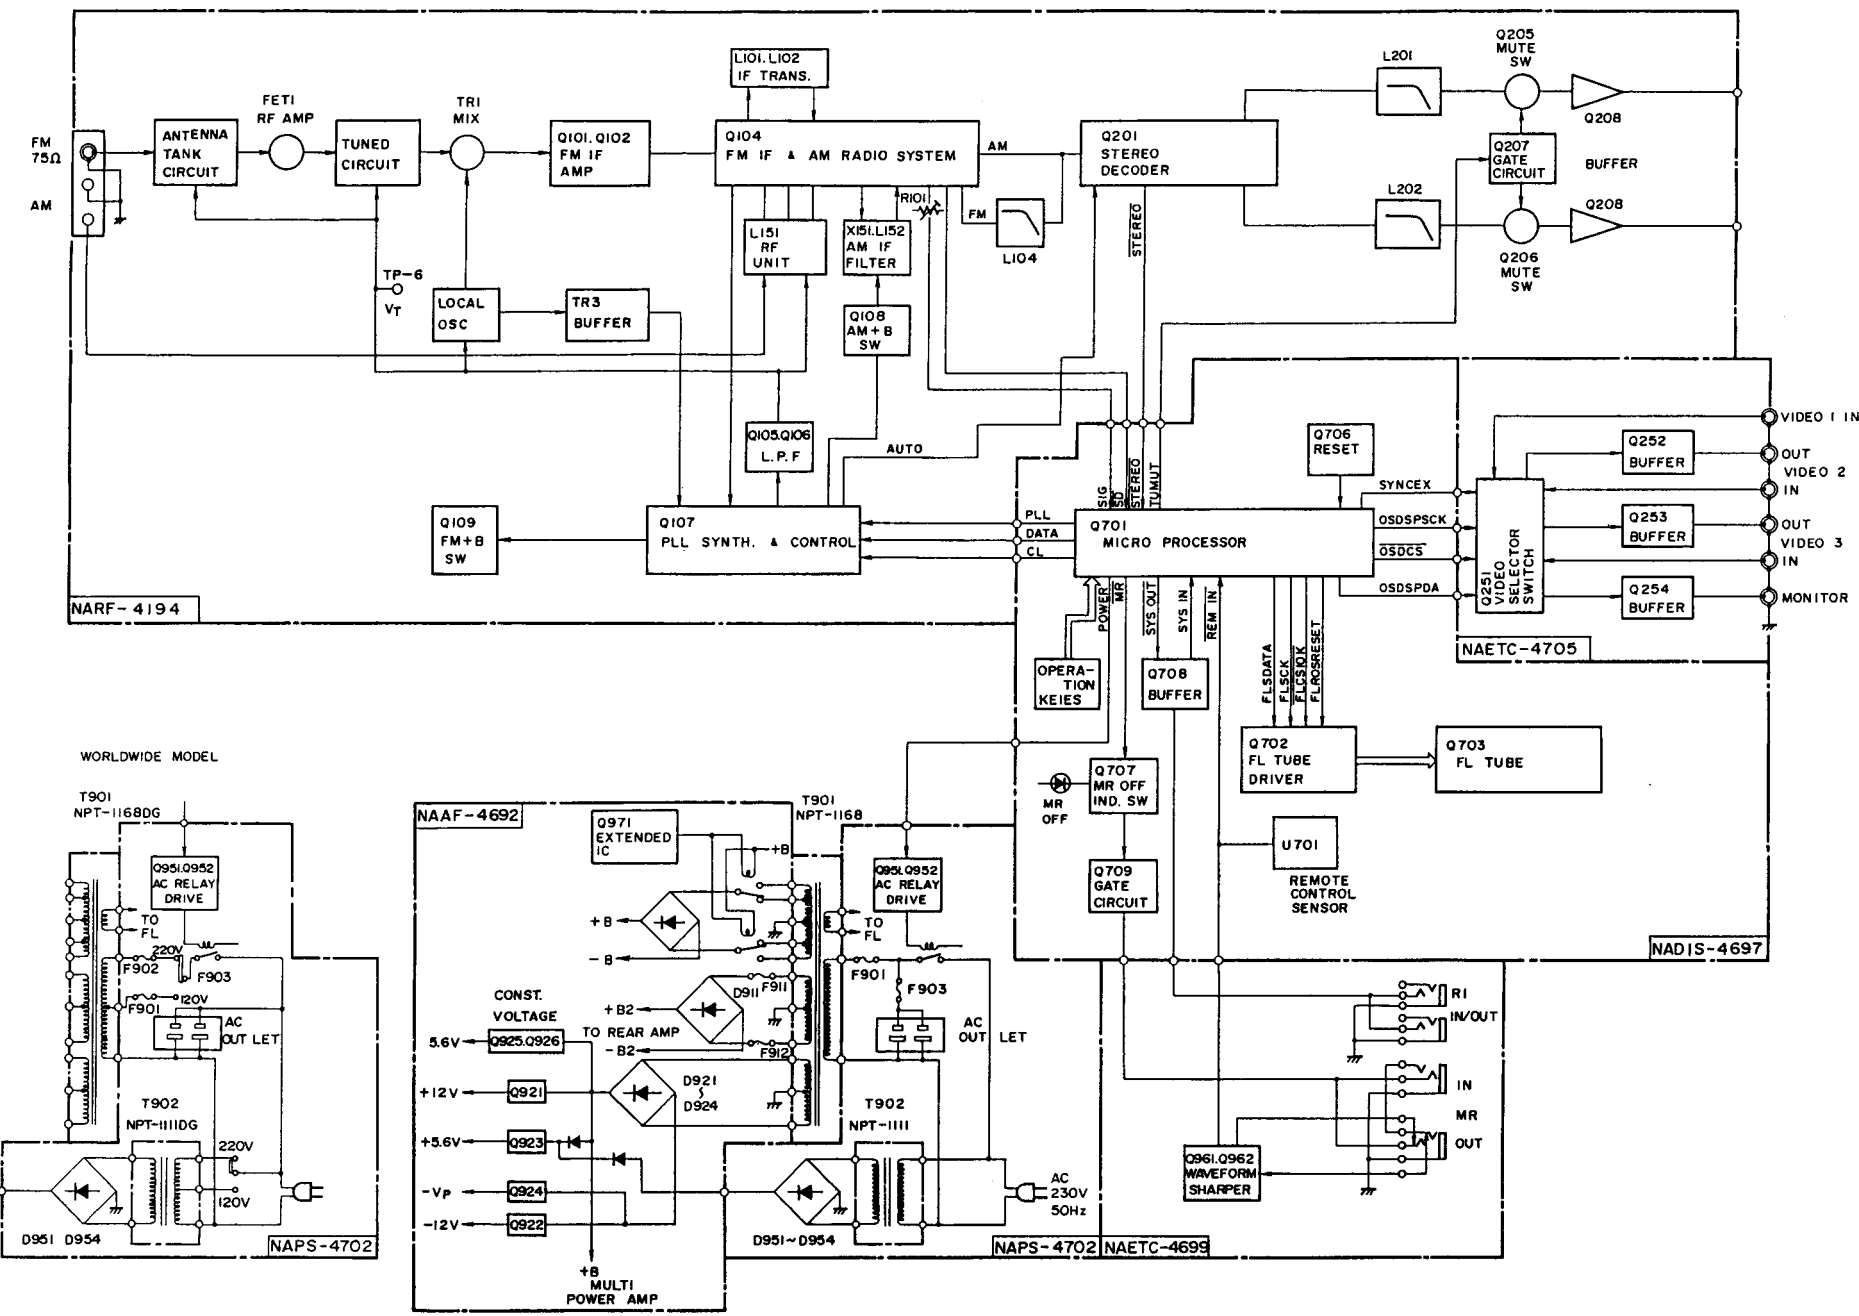 Q205
MUTE
SW
L101. L102
IF TRANS.
L201
FET1
RF AMP
TR1
MIX
Q208
FM
75Ω
AM
ANTENNA
TANK
CIRCUIT
TUNED
CIRCUIT
Q101. Q102
FM IF
AMP
Q104
FM IF & AM RADIO SYSTEM
AM
Q201
STEREO
DECODER
Q207
GATE
CIRCUIT
BUFFER
L202
Q208
R101
FM
L104
L151
RF
UNIT
X151. L152
AM IF
FILTER
STEREO
Q206
MUTE
SW
TP-6
VT
LOCAL
OSC
TR3
BUFFER
Q108
AM+B
SW
Q105.Q106
L. P. F
AUTO
SIG
SD
STEREO
TUMUT
Q706
RESET
VIDEO 1 IN
Q252
BUFFER
OUT
VIDEO 2
IN
SYNCEX
Q109
FM+B
SW
Q107
PLL SYNTH. & CONTROL
PLL
DATA
CL
Q701
MICRO PROCESSOR
OSDSPSCK
OSDCS
OSDSPDA
Q251
VIDEO
SELECTOR
SWITCH
Q253
BUFFER
OUT
VIDEO 3
IN
Q254
BUFFER
MONITOR
NARF-4194
POWER
MR
SYS OUT
SYS IN
REM IN
NAETC-4705
OPERA-
TION
KEIES
Q708
BUFFER
FLSDATA
FLSCK
FLCS10K
FLROSRESET
Q702
FL TUBE
DRIVER
Q703
FL TUBE
Q707
MR OFF
IND. SW
MR
OFF
U701
REMOTE
CONTROL
SENSOR
Q709
GATE
CIRCUIT
NADIS-4697
WORLDWIDE MODEL
T901
NPT-1168DG
Q951.Q952
AC RELAY
DRIVE
TO
FL
220V
F902
F903
120V
F901
AC
OUT LET
T902
NPT-1111DG
220V
120V
D951 D954
NAPS-4702
NAAF-4692
T901
NPT-1168
Q971
EXTENDED
IC
+B
+B
-B
Q951.Q952
AC RELAY
DRIVE
TO
FL
F901
F903
D911
F911
CONST.
VOLTAGE
+B2
TO REAR AMP
-B2
F912
AC
OUT LET
5.6V
Q925.Q926
+12V
Q921
D921
~
D924
+5.6V
Q923
-Vp
Q924
-12V
Q922
T902
NPT-1111
AC
230V
50Hz
D951~D954
NAPS-4702
NAETC-4699
+B
MULTI
POWER AMP
RI
IN/OUT
IN
MR
OUT
Q961.Q962
WAVEFORM
SHARPER